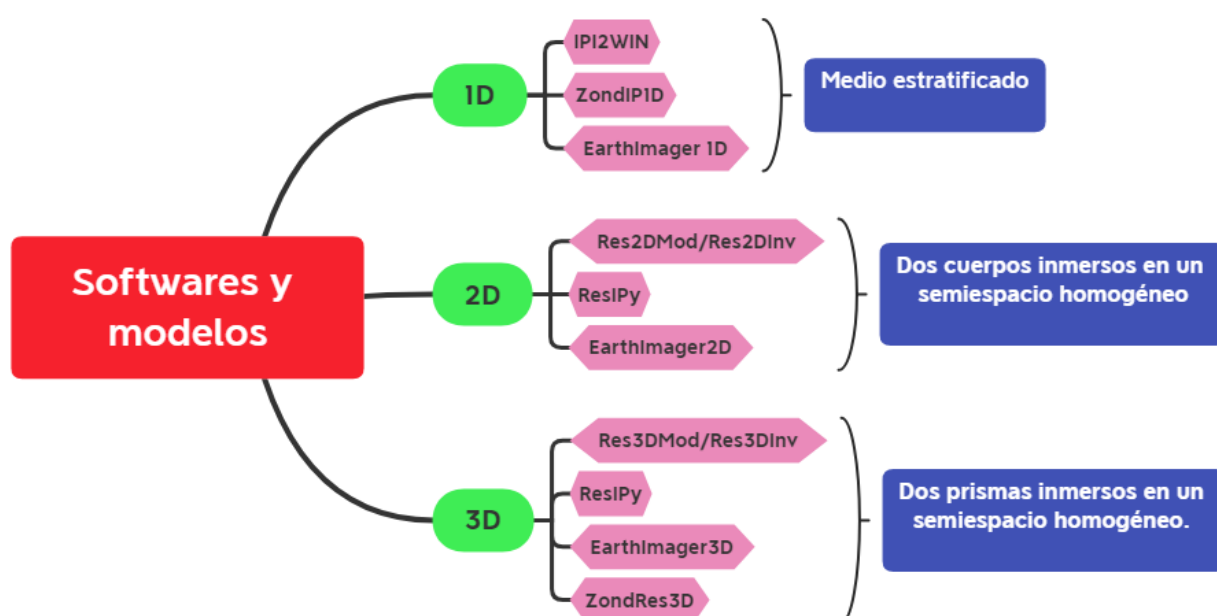 Softwares y
modelos
1D
IPI2WIN
ZondIP1D
EarthImager 1D
Medio estratificado
2D
Res2DMod/Res2DInv
ResIPy
EarthImager2D
Dos cuerpos inmersos en un
semiespacio homogéneo
3D
Res3DMod/Res3DInv
ResIPy
EarthImager3D
ZondRes3D
Dos prismas inmersos en un
semiespacio homogéneo.